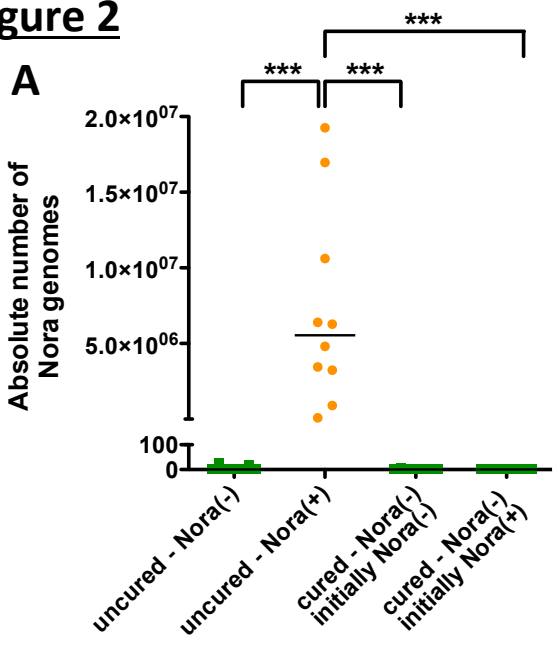 gure 2
A
***
*** ***
Absolute number of
Nora genomes
2.0×10⁰⁷
1.5×10⁰⁷
1.0×10⁰⁷
5.0×10⁰⁶
100
0
uncured - Nora(-)
uncured - Nora(+)
cured - Nora(-)
initially Nora(-)
cured - Nora(-)
initially Nora(+)